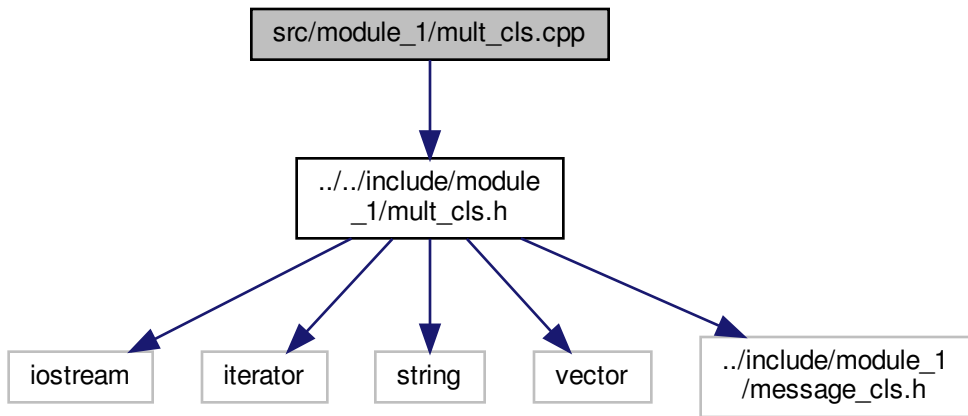 src/module_1/mult_cls.cpp
../../include/module
_1/mult_cls.h
iostream
iterator
string
vector
../include/module_1
/message_cls.h